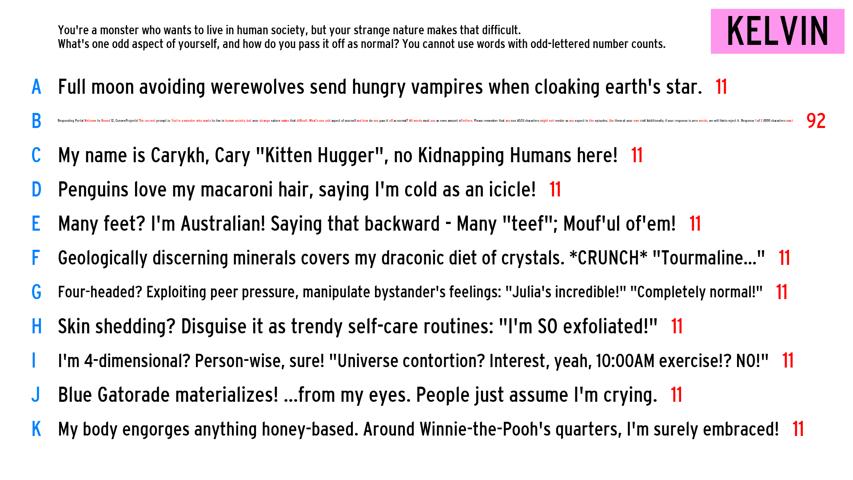 You're a monster who wants to live in human society, but your strange nature makes that difficult.
What's one odd aspect of yourself, and how do you pass it off as normal? You cannot use words with odd-lettered number counts.
KELVIN
A Full moon avoiding werewolves send hungry vampires when cloaking earth's star. 11
B 92
C My name is Carykh, Cary "Kitten Hugger", no Kidnapping Humans here! 11
D Penguins love my macaroni hair, saying I'm cold as an icicle! 11
E Many feet? I'm Australian! Saying that backward - Many "teef"; Mouf'ul of'em! 11
F Geologically discerning minerals covers my draconic diet of crystals. *CRUNCH* "Tourmaline..." 11
G Four-headed? Exploiting peer pressure, manipulate bystander's feelings: "Julia's incredible!" "Completely normal!" 11
H Skin shedding? Disguise it as trendy self-care routines: "I'm SO exfoliated!" 11
I I'm 4-dimensional? Person-wise, sure! "Universe contortion? Interest, yeah, 10:00AM exercise!? NO!" 11
J Blue Gatorade materializes! ...from my eyes. People just assume I'm crying. 11
K My body engorges anything honey-based. Around Winnie-the-Pooh's quarters, I'm surely embraced! 11